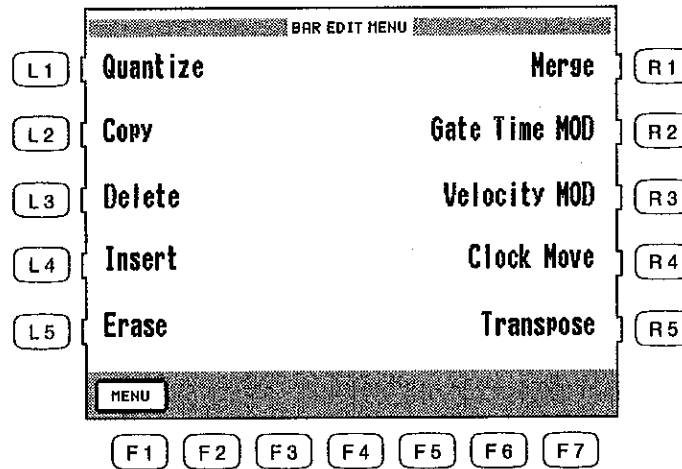 BAR EDIT MENU
L1 Quantize Merge R1
L2 Copy Gate Time MOD R2
L3 Delete Velocity MOD R3
L4 Insert Clock Move R4
L5 Erase Transpose R5
MENU
F1 F2 F3 F4 F5 F6 F7